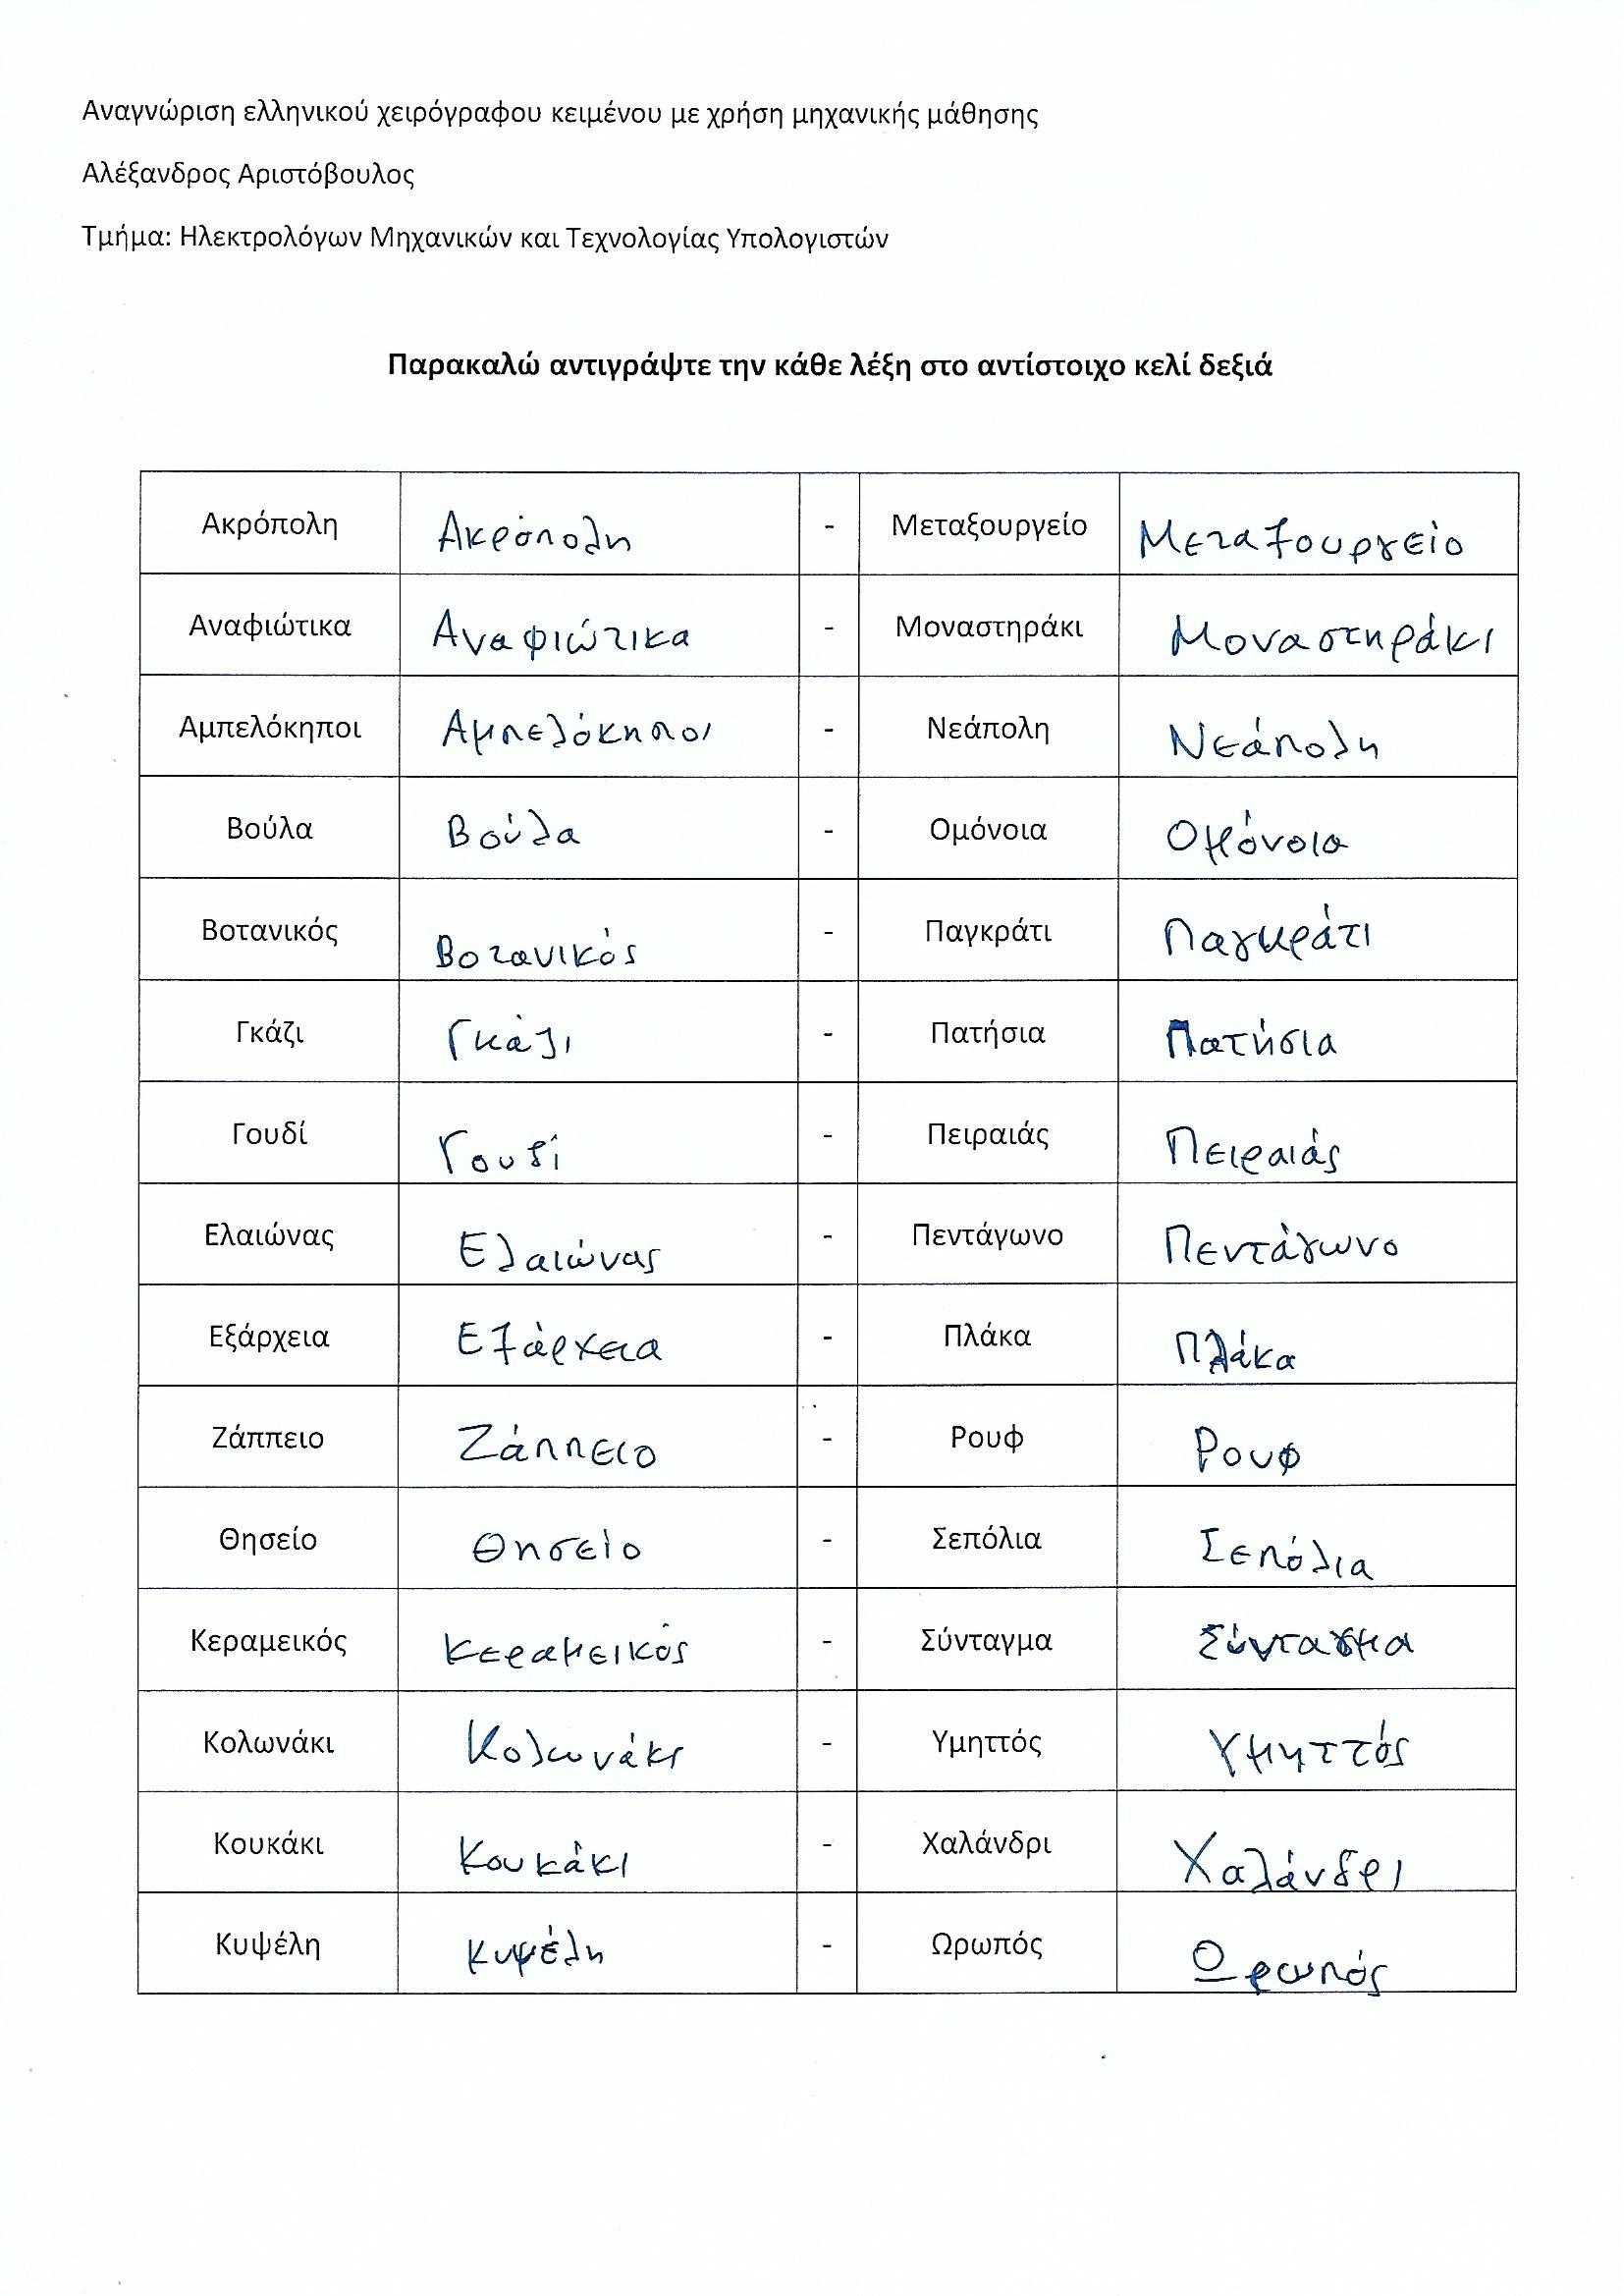 Αναγνώριση ελληνικού χειρόγραφου κειμένου με χρήση μηχανικής μάθησης
Αλέξανδρος Αριστόβουλος
Τμήμα: Ηλεκτρολόγων Μηχανικών και Τεχνολογίας Υπολογιστών
Παρακαλώ αντιγράψτε την κάθε λέξη στο αντίστοιχο κελί δεξιά
Ακρόπολη Ακρόπολη - Μεταξουργείο Μεταξουργείο
Αναφιώτικα Αναφιώτικα - Μοναστηράκι Μοναστηράκι
Αμπελόκηποι Αμπελόκηποι - Νεάπολη Νεάπολη
Βούλα Βούλα - Ομόνοια Ομόνοια
Βοτανικός Βοτανικός - Παγκράτι Παγκράτι
Γκάζι Γκάζι - Πατήσια Πατήσια
Γουδί Γουδί - Πειραιάς Πειραιάς
Ελαιώνας Ελαιώνας - Πεντάγωνο Πεντάγωνο
Εξάρχεια Εξάρχεια - Πλάκα Πλάκα
Ζάππειο Ζάππειο - Ρουφ Ρουφ
Θησείο Θησείο - Σεπόλια Σεπόλια
Κεραμεικός Κεραμεικός - Σύνταγμα Σύνταγμα
Κολωνάκι Κολωνάκι - Υμηττός Υμηττός
Κουκάκι Κουκάκι - Χαλάνδρι Χαλάνδρι
Κυψέλη Κυψέλη - Ωρωπός Ωρωπός